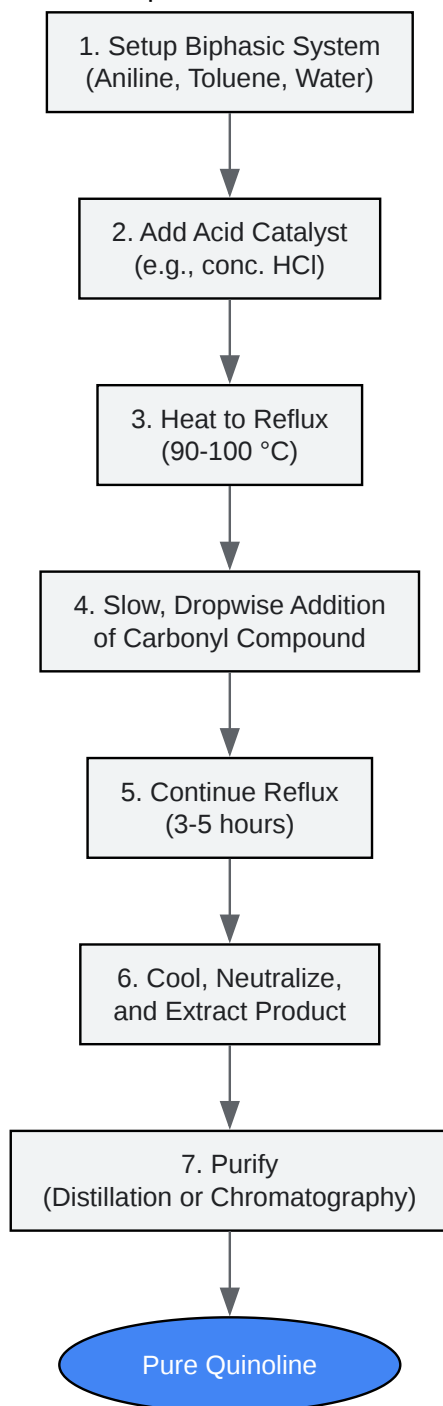 1. Setup Biphasic System
(Aniline, Toluene, Water)
2. Add Acid Catalyst
(e.g., conc. HCl)
3. Heat to Reflux
(90-100 °C)
4. Slow, Dropwise Addition
of Carbonyl Compound
5. Continue Reflux
(3-5 hours)
6. Cool, Neutralize,
and Extract Product
7. Purify
(Distillation or Chromatography)
Pure Quinoline